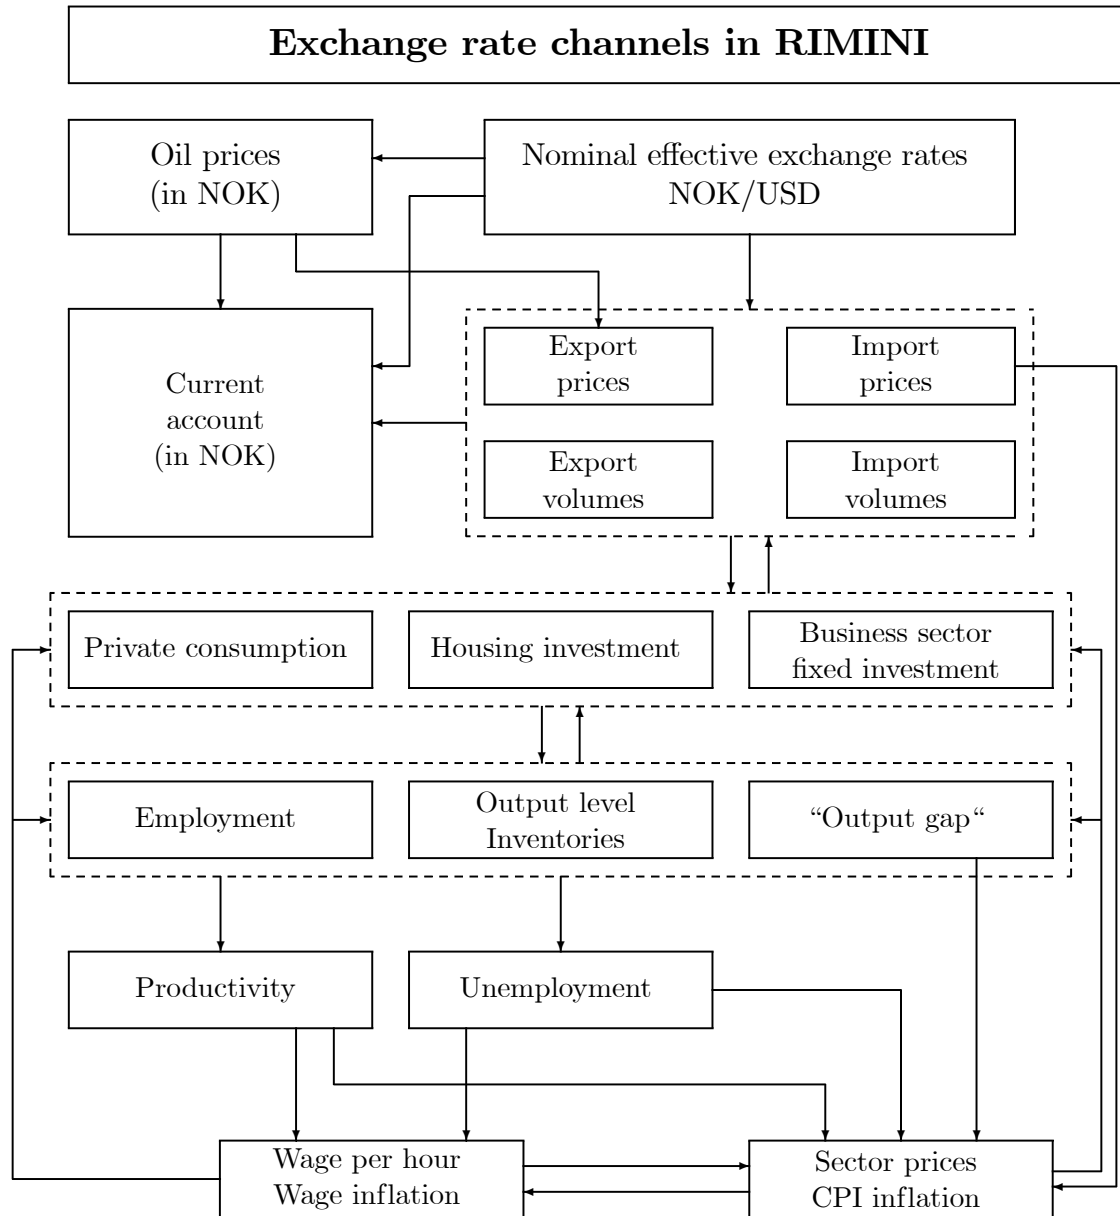 Exchange rate channels in RIMINI
Oil prices
(in NOK)
Nominal effective exchange rates
NOK/USD
Current
account
(in NOK)
Export
prices
Import
prices
Export
volumes
Import
volumes
Private consumption
Housing investment
Business sector
fixed investment
Employment
Output level
Inventories
“Output gap“
Productivity
Unemployment
Wage per hour
Wage inflation
Sector prices
CPI inflation